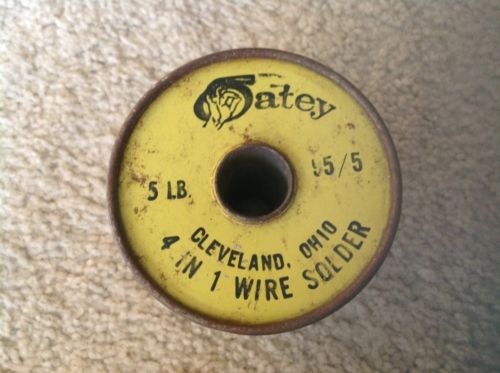 Oatey
5 LB. 95/5
CLEVELAND, OHIO
4 IN 1 WIRE SOLDER